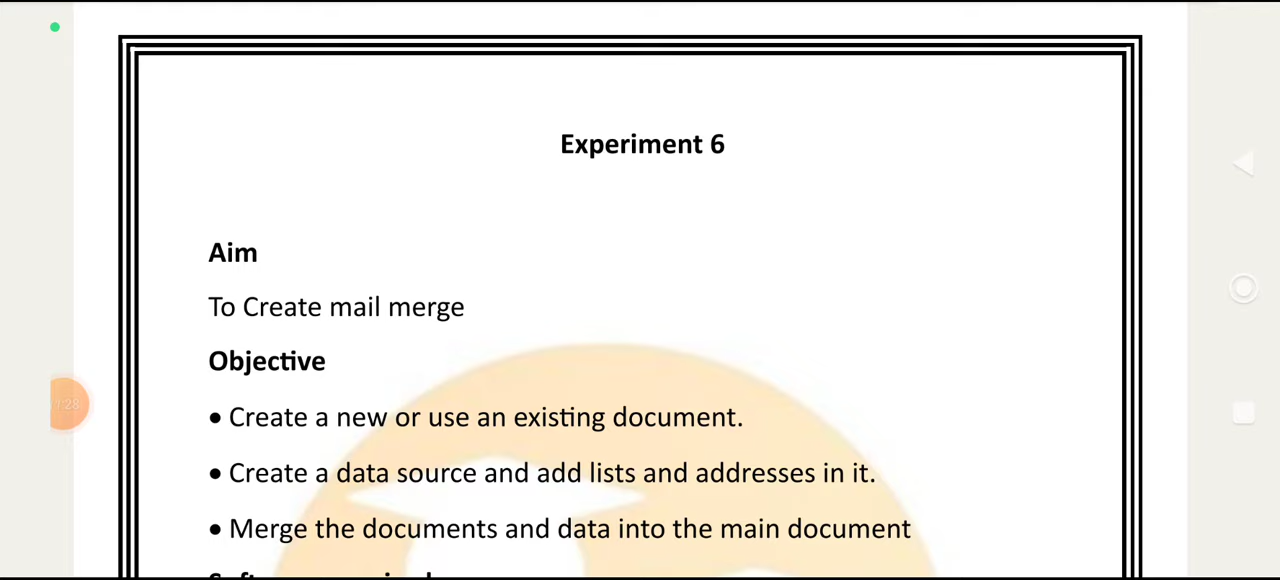 Experiment 6
Aim
To Create mail merge
Objective
• Create a new or use an existing document.
• Create a data source and add lists and addresses in it.
• Merge the documents and data into the main document